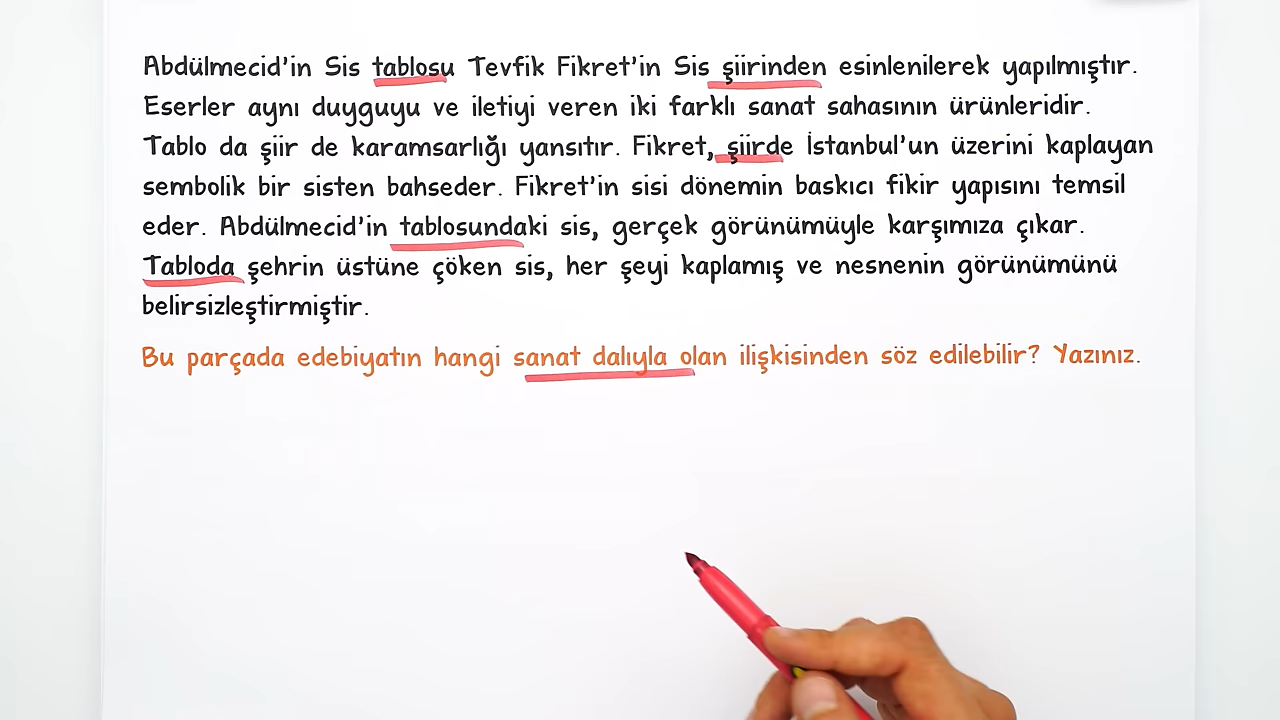 Abdülmecid'in Sis tablosu Tevfik Fikret'in Sis şiirinden esinlenilerek yapılmıştır.
Eserler aynı duyguyu ve iletiyi veren iki farklı sanat sahasının ürünleridir.
Tablo da şiir de karamsarlığı yansıtır. Fikret, şiirde İstanbul'un üzerini kaplayan
sembolik bir sisten bahseder. Fikret'in sisi dönemin baskıcı fikir yapısını temsil
eder. Abdülmecid'in tablosundaki sis, gerçek görünümüyle karşımıza çıkar.
Tabloda şehrin üstüne çöken sis, her şeyi kaplamış ve nesnenin görünümünü
belirsizleştirmiştir.
Bu parçada edebiyatın hangi sanat dalıyla olan ilişkisinden söz edilebilir? Yazınız.